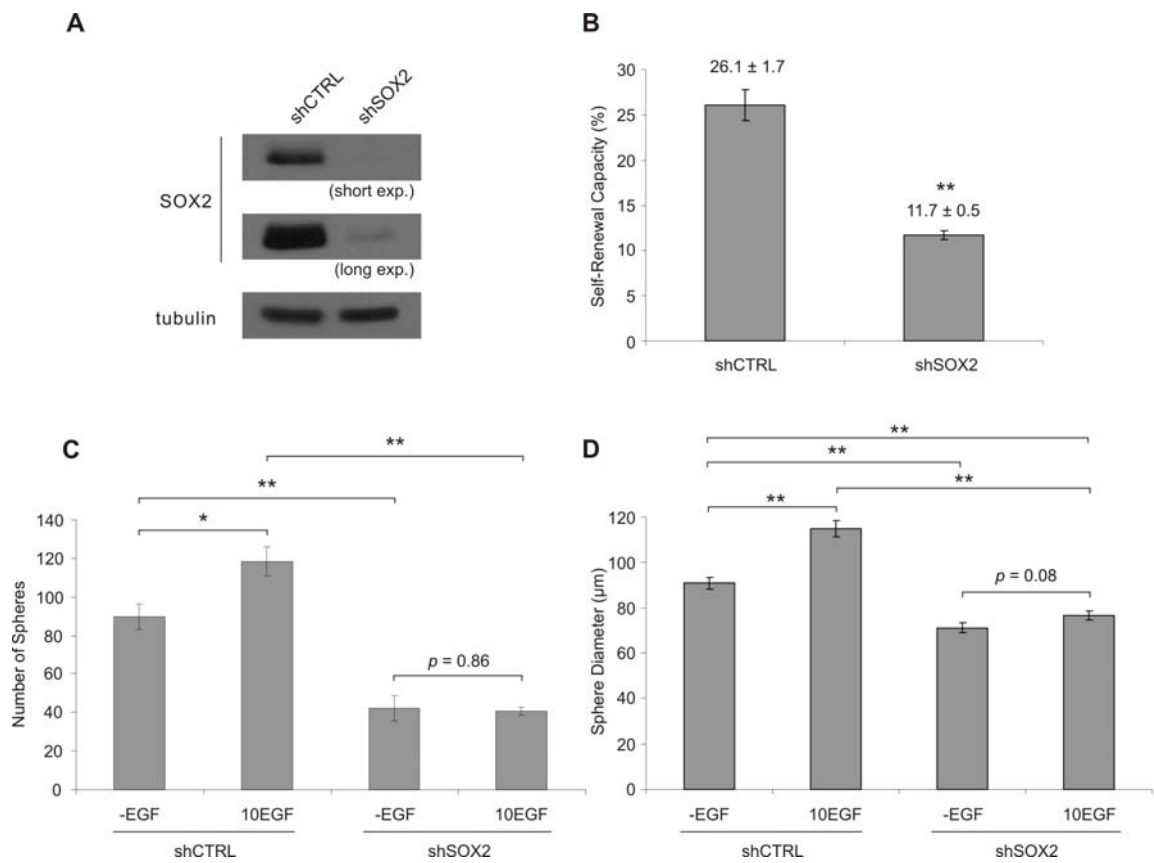 A
shCTRL
shSOX2
SOX2
(short exp.)
(long exp.)
tubulin
B
Self-Renewal Capacity (%)
30
25
20
15
10
5
0
26.1 ± 1.7
**
11.7 ± 0.5
shCTRL
shSOX2
C
**
**
*
p = 0.86
Number of Spheres
140
120
100
80
60
40
20
0
-EGF
10EGF
-EGF
10EGF
shCTRL
shSOX2
D
**
**
**
**
p = 0.08
Sphere Diameter (µm)
120
100
80
60
40
20
0
-EGF
10EGF
-EGF
10EGF
shCTRL
shSOX2